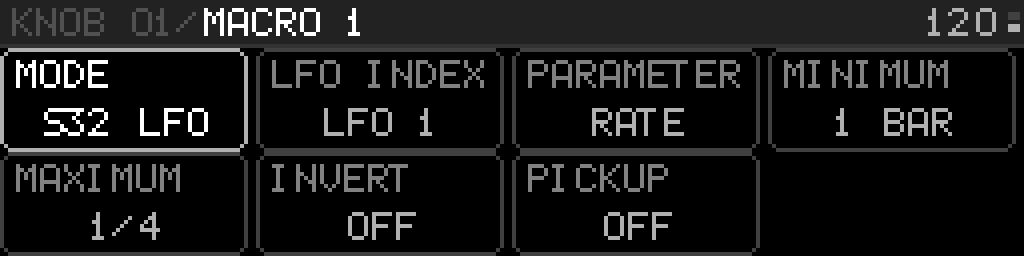 KNOB 01/MACRO 1 120
MODE LFO INDEX PARAMETER MINIMUM
S32 LFO LFO 1 RATE 1 BAR
MAXIMUM INVERT PICKUP
1/4 OFF OFF